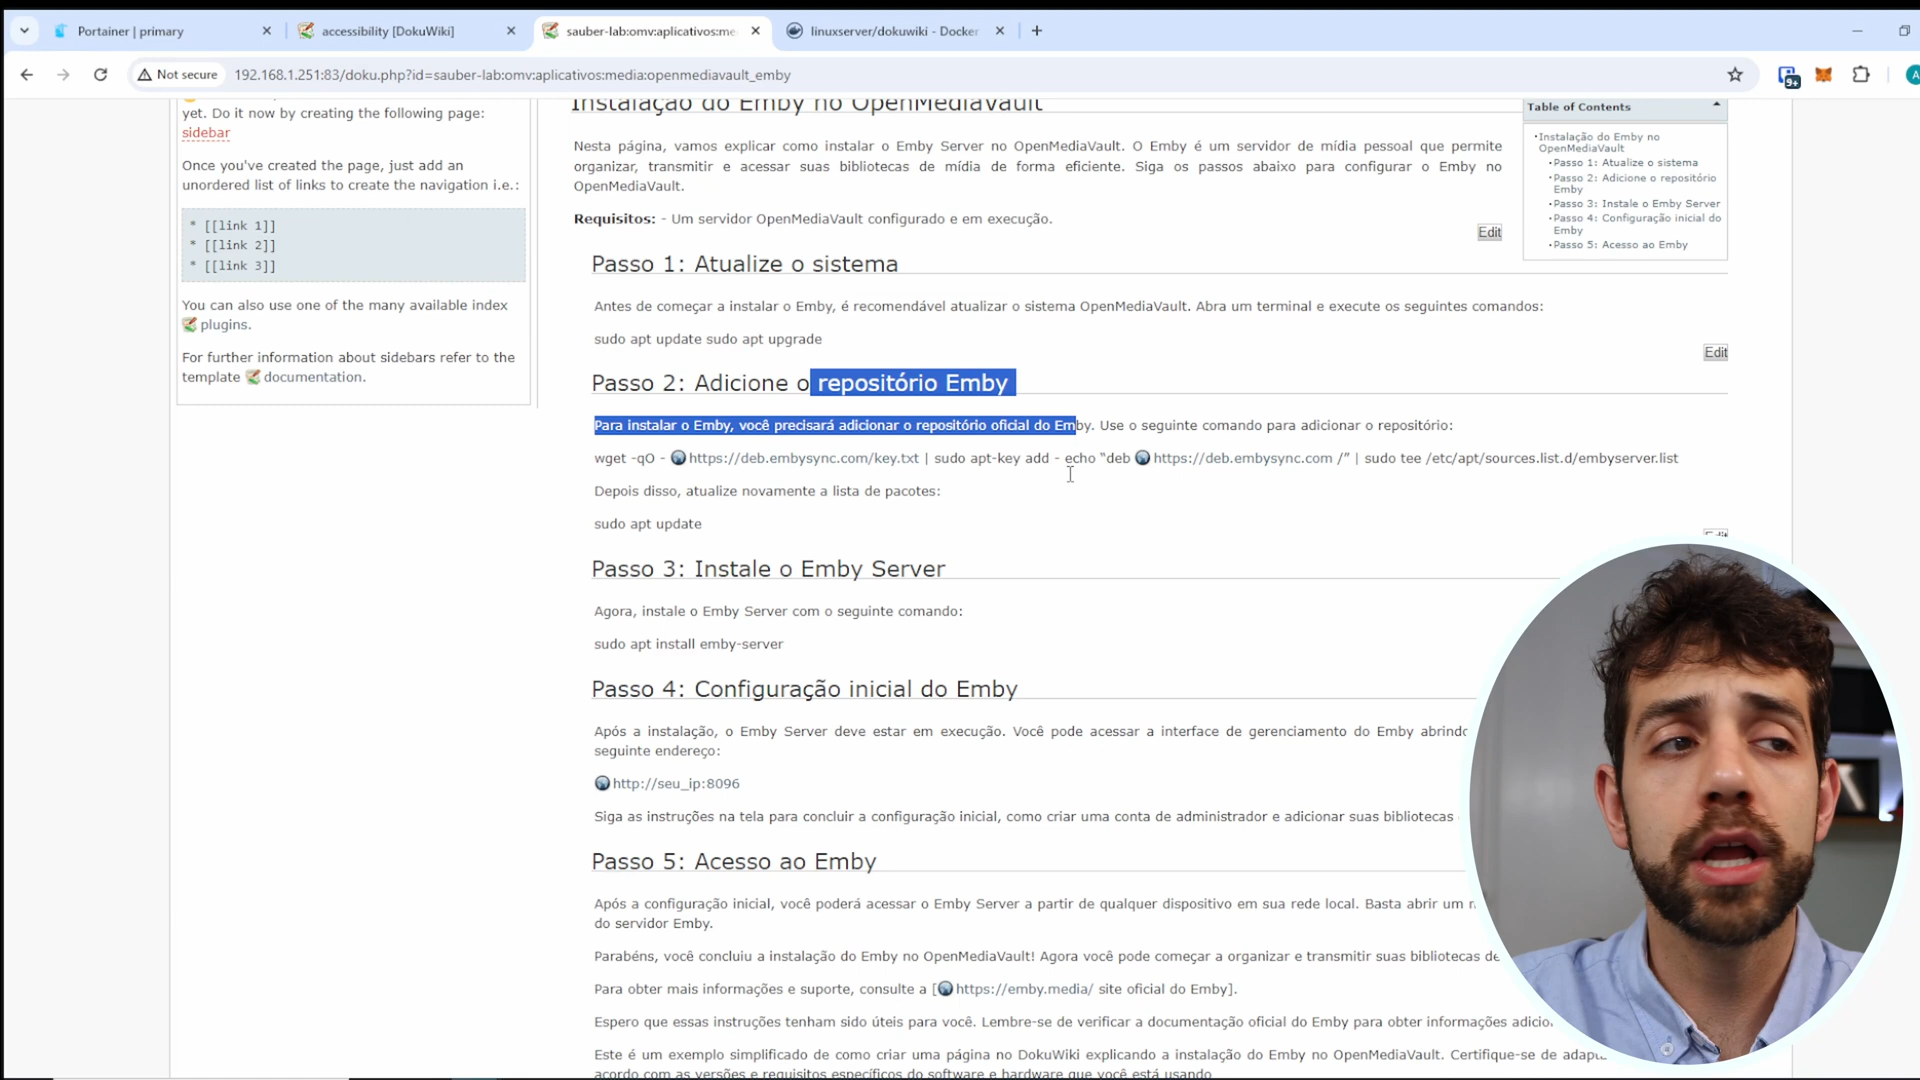 Portainer | primary
accessibility [DokuWiki]
sauber-lab:omv:aplicativos:me
linuxserver/dokuwiki - Docker
Not secure
192.168.1.251:83/doku.php?id=sauber-lab:omv:aplicativos:media:openmediavault_emby
9+
A
yet. Do it now by creating the following page:
sidebar
Once you've created the page, just add an
unordered list of links to create the navigation i.e.:
* [[link 1]]
* [[link 2]]
* [[link 3]]
You can also use one of the many available index
plugins.
For further information about sidebars refer to the
template documentation.
Instalação do Emby no OpenMediaVault
Nesta página, vamos explicar como instalar o Emby Server no OpenMediaVault. O Emby é um servidor de mídia pessoal que permite
organizar, transmitir e acessar suas bibliotecas de mídia de forma eficiente. Siga os passos abaixo para configurar o Emby no
OpenMediaVault.
Requisitos: - Um servidor OpenMediaVault configurado e em execução.
Edit
Passo 1: Atualize o sistema
Antes de começar a instalar o Emby, é recomendável atualizar o sistema OpenMediaVault. Abra um terminal e execute os seguintes comandos:
sudo apt update sudo apt upgrade
Edit
Passo 2: Adicione o repositório Emby
Para instalar o Emby, você precisará adicionar o repositório oficial do Emby. Use o seguinte comando para adicionar o repositório:
wget -qO - https://deb.embysync.com/key.txt | sudo apt-key add - echo “deb https://deb.embysync.com /” | sudo tee /etc/apt/sources.list.d/embyserver.list
Depois disso, atualize novamente a lista de pacotes:
sudo apt update
Edit
Passo 3: Instale o Emby Server
Agora, instale o Emby Server com o seguinte comando:
sudo apt install emby-server
Passo 4: Configuração inicial do Emby
Após a instalação, o Emby Server deve estar em execução. Você pode acessar a interface de gerenciamento do Emby abrindo
seguinte endereço:
http://seu_ip:8096
Siga as instruções na tela para concluir a configuração inicial, como criar uma conta de administrador e adicionar suas bibliotecas
Passo 5: Acesso ao Emby
Após a configuração inicial, você poderá acessar o Emby Server a partir de qualquer dispositivo em sua rede local. Basta abrir um
do servidor Emby.
Parabéns, você concluiu a instalação do Emby no OpenMediaVault! Agora você pode começar a organizar e transmitir suas bibliotecas de
Para obter mais informações e suporte, consulte a [https://emby.media/ site oficial do Emby].
Espero que essas instruções tenham sido úteis para você. Lembre-se de verificar a documentação oficial do Emby para obter informações
Este é um exemplo simplificado de como criar uma página no DokuWiki explicando a instalação do Emby no OpenMediaVault. Certifique-se de
acordo com as versões e requisitos específicos do software e hardware que você está usando.
Table of Contents
Instalação do Emby no
OpenMediaVault
Passo 1: Atualize o sistema
Passo 2: Adicione o repositório
Emby
Passo 3: Instale o Emby Server
Passo 4: Configuração inicial do
Emby
Passo 5: Acesso ao Emby